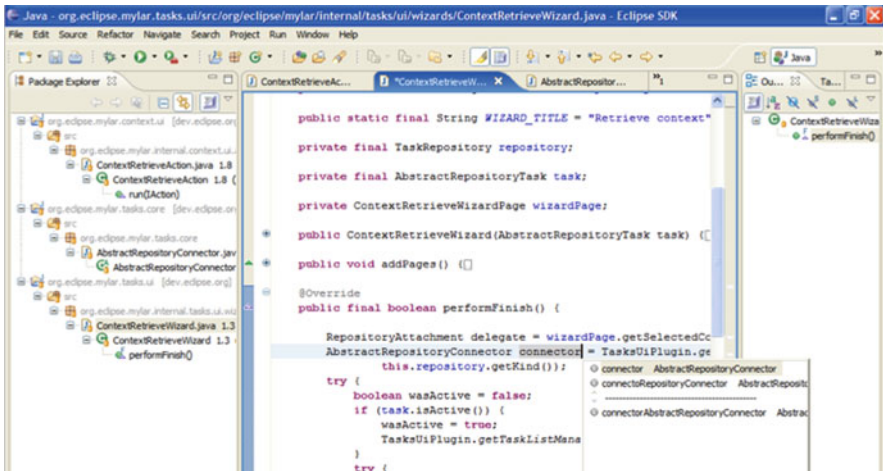 Java - org.eclipse.mylar.tasks.ui/src/org/eclipse/mylar/internal/tasks/ui/wizards/ContextRetrieveWizard.java - Eclipse SDK
File Edit Source Refactor Navigate Search Project Run Window Help
Java
Package Explorer
org.eclipse.mylar.context.ui [dev.eclipse.org
src
org.eclipse.mylar.internal.context.ui.
ContextRetrieveAction.java 1.8
ContextRetrieveAction 1.8 (
run(IAction)
org.eclipse.mylar.tasks.core [dev.eclipse.or
src
org.eclipse.mylar.tasks.core
AbstractRepositoryConnector.jav
AbstractRepositoryConnector
org.eclipse.mylar.tasks.ui [dev.eclipse.org]
src
org.eclipse.mylar.internal.tasks.ui.wiz
ContextRetrieveWizard.java 1.3
ContextRetrieveWizard 1.3
performFinish()
ContextRetrieveAc... *ContextRetrieveW... AbstractRepositor... "1
public static final String WIZARD_TITLE = "Retrieve context"
private final TaskRepository repository;
private final AbstractRepositoryTask task;
private ContextRetrieveWizardPage wizardPage;
public ContextRetrieveWizard(AbstractRepositoryTask task) {
public void addPages() {
@Override
public final boolean performFinish() {
RepositoryAttachment delegate = wizardPage.getSelectedCo
AbstractRepositoryConnector connector = TasksUiPlugin.ge
this.repository.getKind());
try {
boolean wasActive = false;
if (task.isActive()) {
wasActive = true;
TasksUiPlugin.getTaskListMana
}
try {
connector AbstractRepositoryConnector
connectoRepositoryConnector AbstractReposito
connectorAbstractRepositoryConnector Abstrac
Ou... Ta...
ContextRetrieveWiza
performFinish()